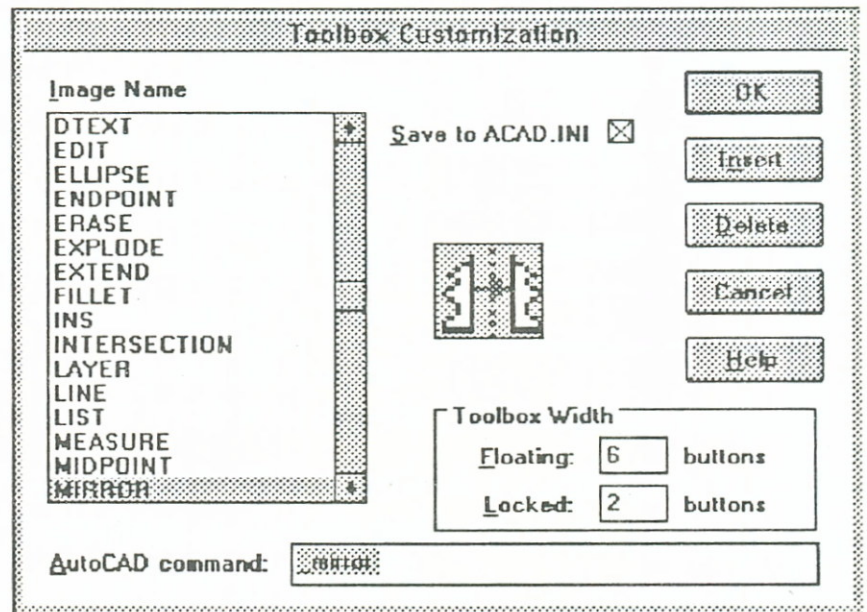 Toolbox Customization
Image Name
DTEXT
EDIT
ELLIPSE
ENDPOINT
ERASE
EXPLODE
EXTEND
FILLET
INS
INTERSECTION
LAYER
LINE
LIST
MEASURE
MIDPOINT
MIRROR
Save to ACAD.INI
OK
Insert
Delete
Cancel
Help
Toolbox Width
Floating: 6 buttons
Locked: 2 buttons
AutoCAD command: _mirror